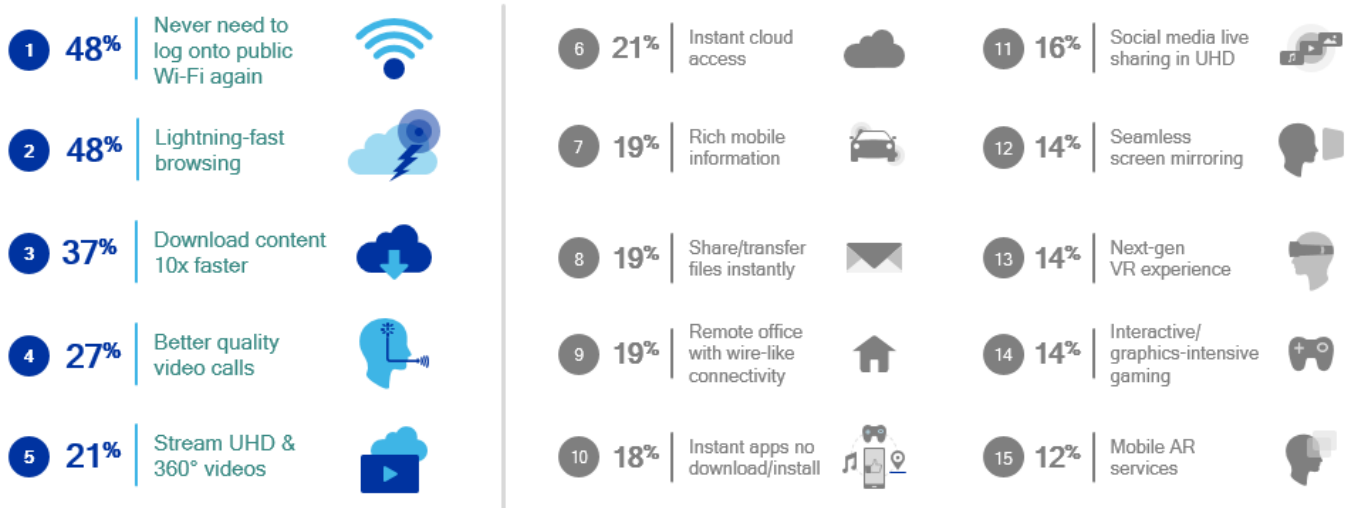 1 48% Never need to
log onto public
Wi-Fi again
2 48% Lightning-fast
browsing
3 37% Download content
10x faster
4 27% Better quality
video calls
5 21% Stream UHD &
360° videos
6 21% Instant cloud
access
7 19% Rich mobile
information
8 19% Share/transfer
files instantly
9 19% Remote office
with wire-like
connectivity
10 18% Instant apps no
download/install
11 16% Social media live
sharing in UHD
12 14% Seamless
screen mirroring
13 14% Next-gen
VR experience
14 14% Interactive/
graphics-intensive
gaming
15 12% Mobile AR
services